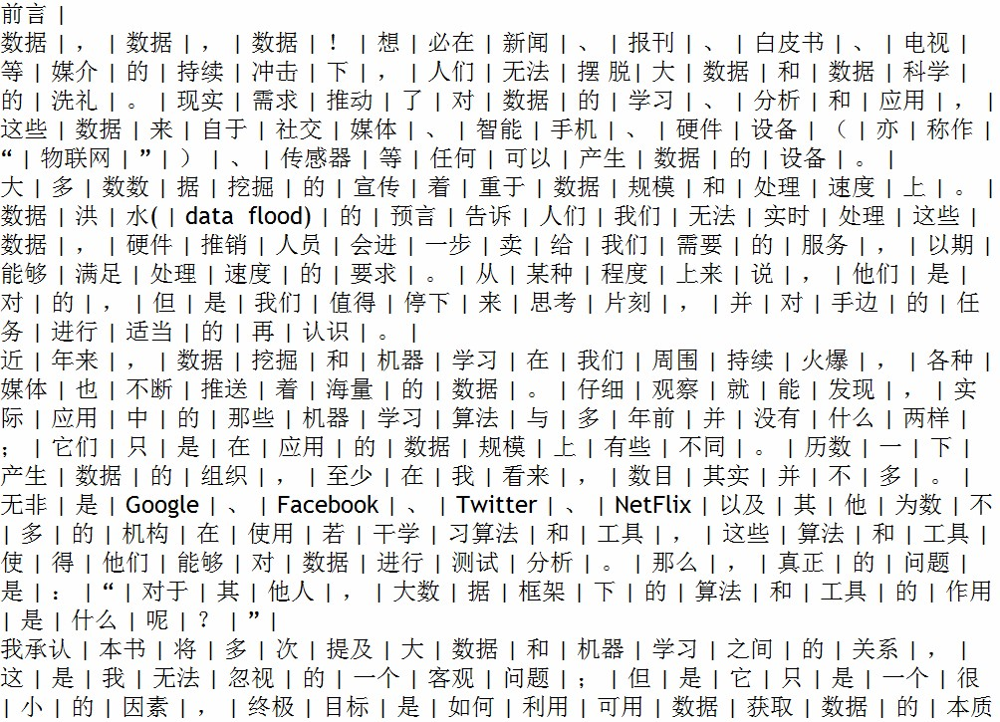 前言 |
数据 | ， | 数据 | ， | 数据 | ！ | 想 | 必在 | 新闻 | 、 | 报刊 | 、 | 白皮书 | 、 | 电视 |
等 | 媒介 | 的 | 持续 | 冲击 | 下 | ， | 人们 | 无法 | 摆 脱| 大 | 数据 | 和 | 数据 | 科学 |
的 | 洗礼 | 。 | 现实 | 需求 | 推动 | 了 | 对 | 数据 | 的 | 学习 | 、 | 分析 | 和 | 应用 | ， |
这些 | 数据 | 来 | 自于 | 社交 | 媒体 | 、 | 智能 | 手机 | 、 | 硬件 | 设备 | （ | 亦 | 称作 |
“ | 物联网 | ” | ） | 、 | 传感器 | 等 | 任何 | 可以 | 产生 | 数据 | 的 | 设备 | 。 |
大 | 多 | 数数 | 据 | 挖掘 | 的 | 宣传 | 着 | 重于 | 数据 | 规模 | 和 | 处理 | 速度 | 上 | 。 |
数据 | 洪 | 水( | data flood) | 的 | 预言 | 告诉 | 人们 | 我们 | 无法 | 实时 | 处理 | 这些 |
数据 | ， | 硬件 | 推销 | 人员 | 会进 | 一步 | 卖 | 给 | 我们 | 需要 | 的 | 服务 | ， | 以期 |
能够 | 满足 | 处理 | 速度 | 的 | 要求 | 。 | 从 | 某种 | 程度 | 上来 | 说 | ， | 他们 | 是 |
对 | 的 | ， | 但 | 是 | 我们 | 值得 | 停下 | 来 | 思考 | 片刻 | ， | 并 | 对 | 手边 | 的 | 任
务 | 进行 | 适当 | 的 | 再 | 认识 | 。 |
近 | 年来 | ， | 数据 | 挖掘 | 和 | 机器 | 学习 | 在 | 我们 | 周围 | 持续 | 火爆 | ， | 各种 |
媒体 | 也 | 不断 | 推送 | 着 | 海量 | 的 | 数据 | 。 | 仔细 | 观察 | 就 | 能 | 发现 | ， | 实
际 | 应用 | 中 | 的 | 那些 | 机器 | 学习 | 算法 | 与 | 多 | 年前 | 并 | 没有 | 什么 | 两样 |
； | 它们 | 只 | 是 | 在 | 应用 | 的 | 数据 | 规模 | 上 | 有些 | 不同 | 。 | 历数 | 一 | 下 |
产生 | 数据 | 的 | 组织 | ， | 至少 | 在 | 我 | 看来 | ， | 数目 | 其实 | 并 | 不 | 多 | 。 |
无非 | 是 | Google | 、 | Facebook | 、 | Twitter | 、 | NetFlix | 以及 | 其 | 他 | 为数 | 不
| 多 | 的 | 机构 | 在 | 使用 | 若 | 干学 | 习算法 | 和 | 工具 | ， | 这些 | 算法 | 和 | 工具 |
使 | 得 | 他们 | 能够 | 对 | 数据 | 进行 | 测试 | 分析 | 。 | 那么 | ， | 真正 | 的 | 问题 |
是 | ： | “ | 对于 | 其 | 他人 | ， | 大数 | 据 | 框架 | 下 | 的 | 算法 | 和 | 工具 | 的 | 作用
| 是 | 什么 | 呢 | ？ | ” |
我承认 | 本书 | 将 | 多 | 次 | 提及 | 大 | 数据 | 和 | 机器 | 学习 | 之间 | 的 | 关系 | ， |
这 | 是 | 我 | 无法 | 忽视 | 的 | 一个 | 客观 | 问题 | ； | 但 | 是 | 它 | 只 | 是 | 一个 | 很
| 小 | 的 | 因素 | ， | 终极 | 目标 | 是 | 如何 | 利用 | 可用 | 数据 | 获取 | 数据 | 的 | 本质